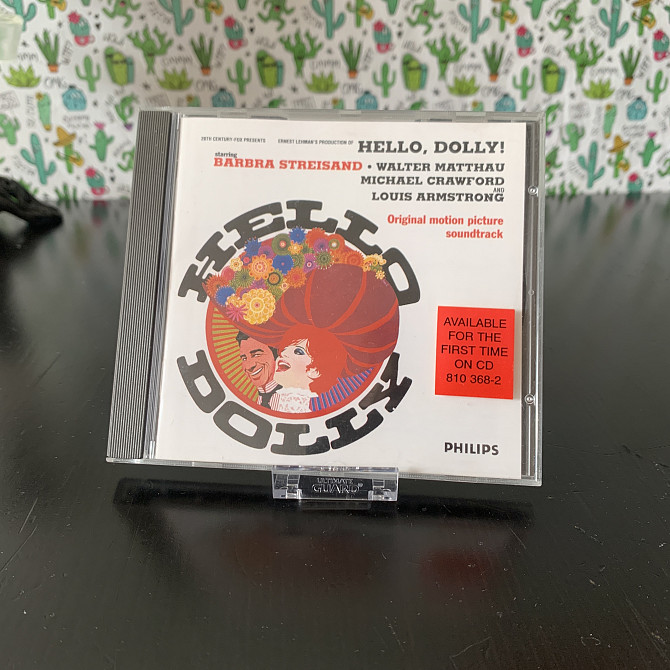 20TH CENTURY-FOX PRESENTS ERNEST LEHMAN'S PRODUCTION OF HELLO, DOLLY!
starring
BARBRA STREISAND • WALTER MATTHAU
MICHAEL CRAWFORD
AND
LOUIS ARMSTRONG
Original motion picture
soundtrack
HELLO
DOLLY
AVAILABLE
FOR THE
FIRST TIME
ON CD
810 368-2
PHILIPS
ULTIMATE
GUARD